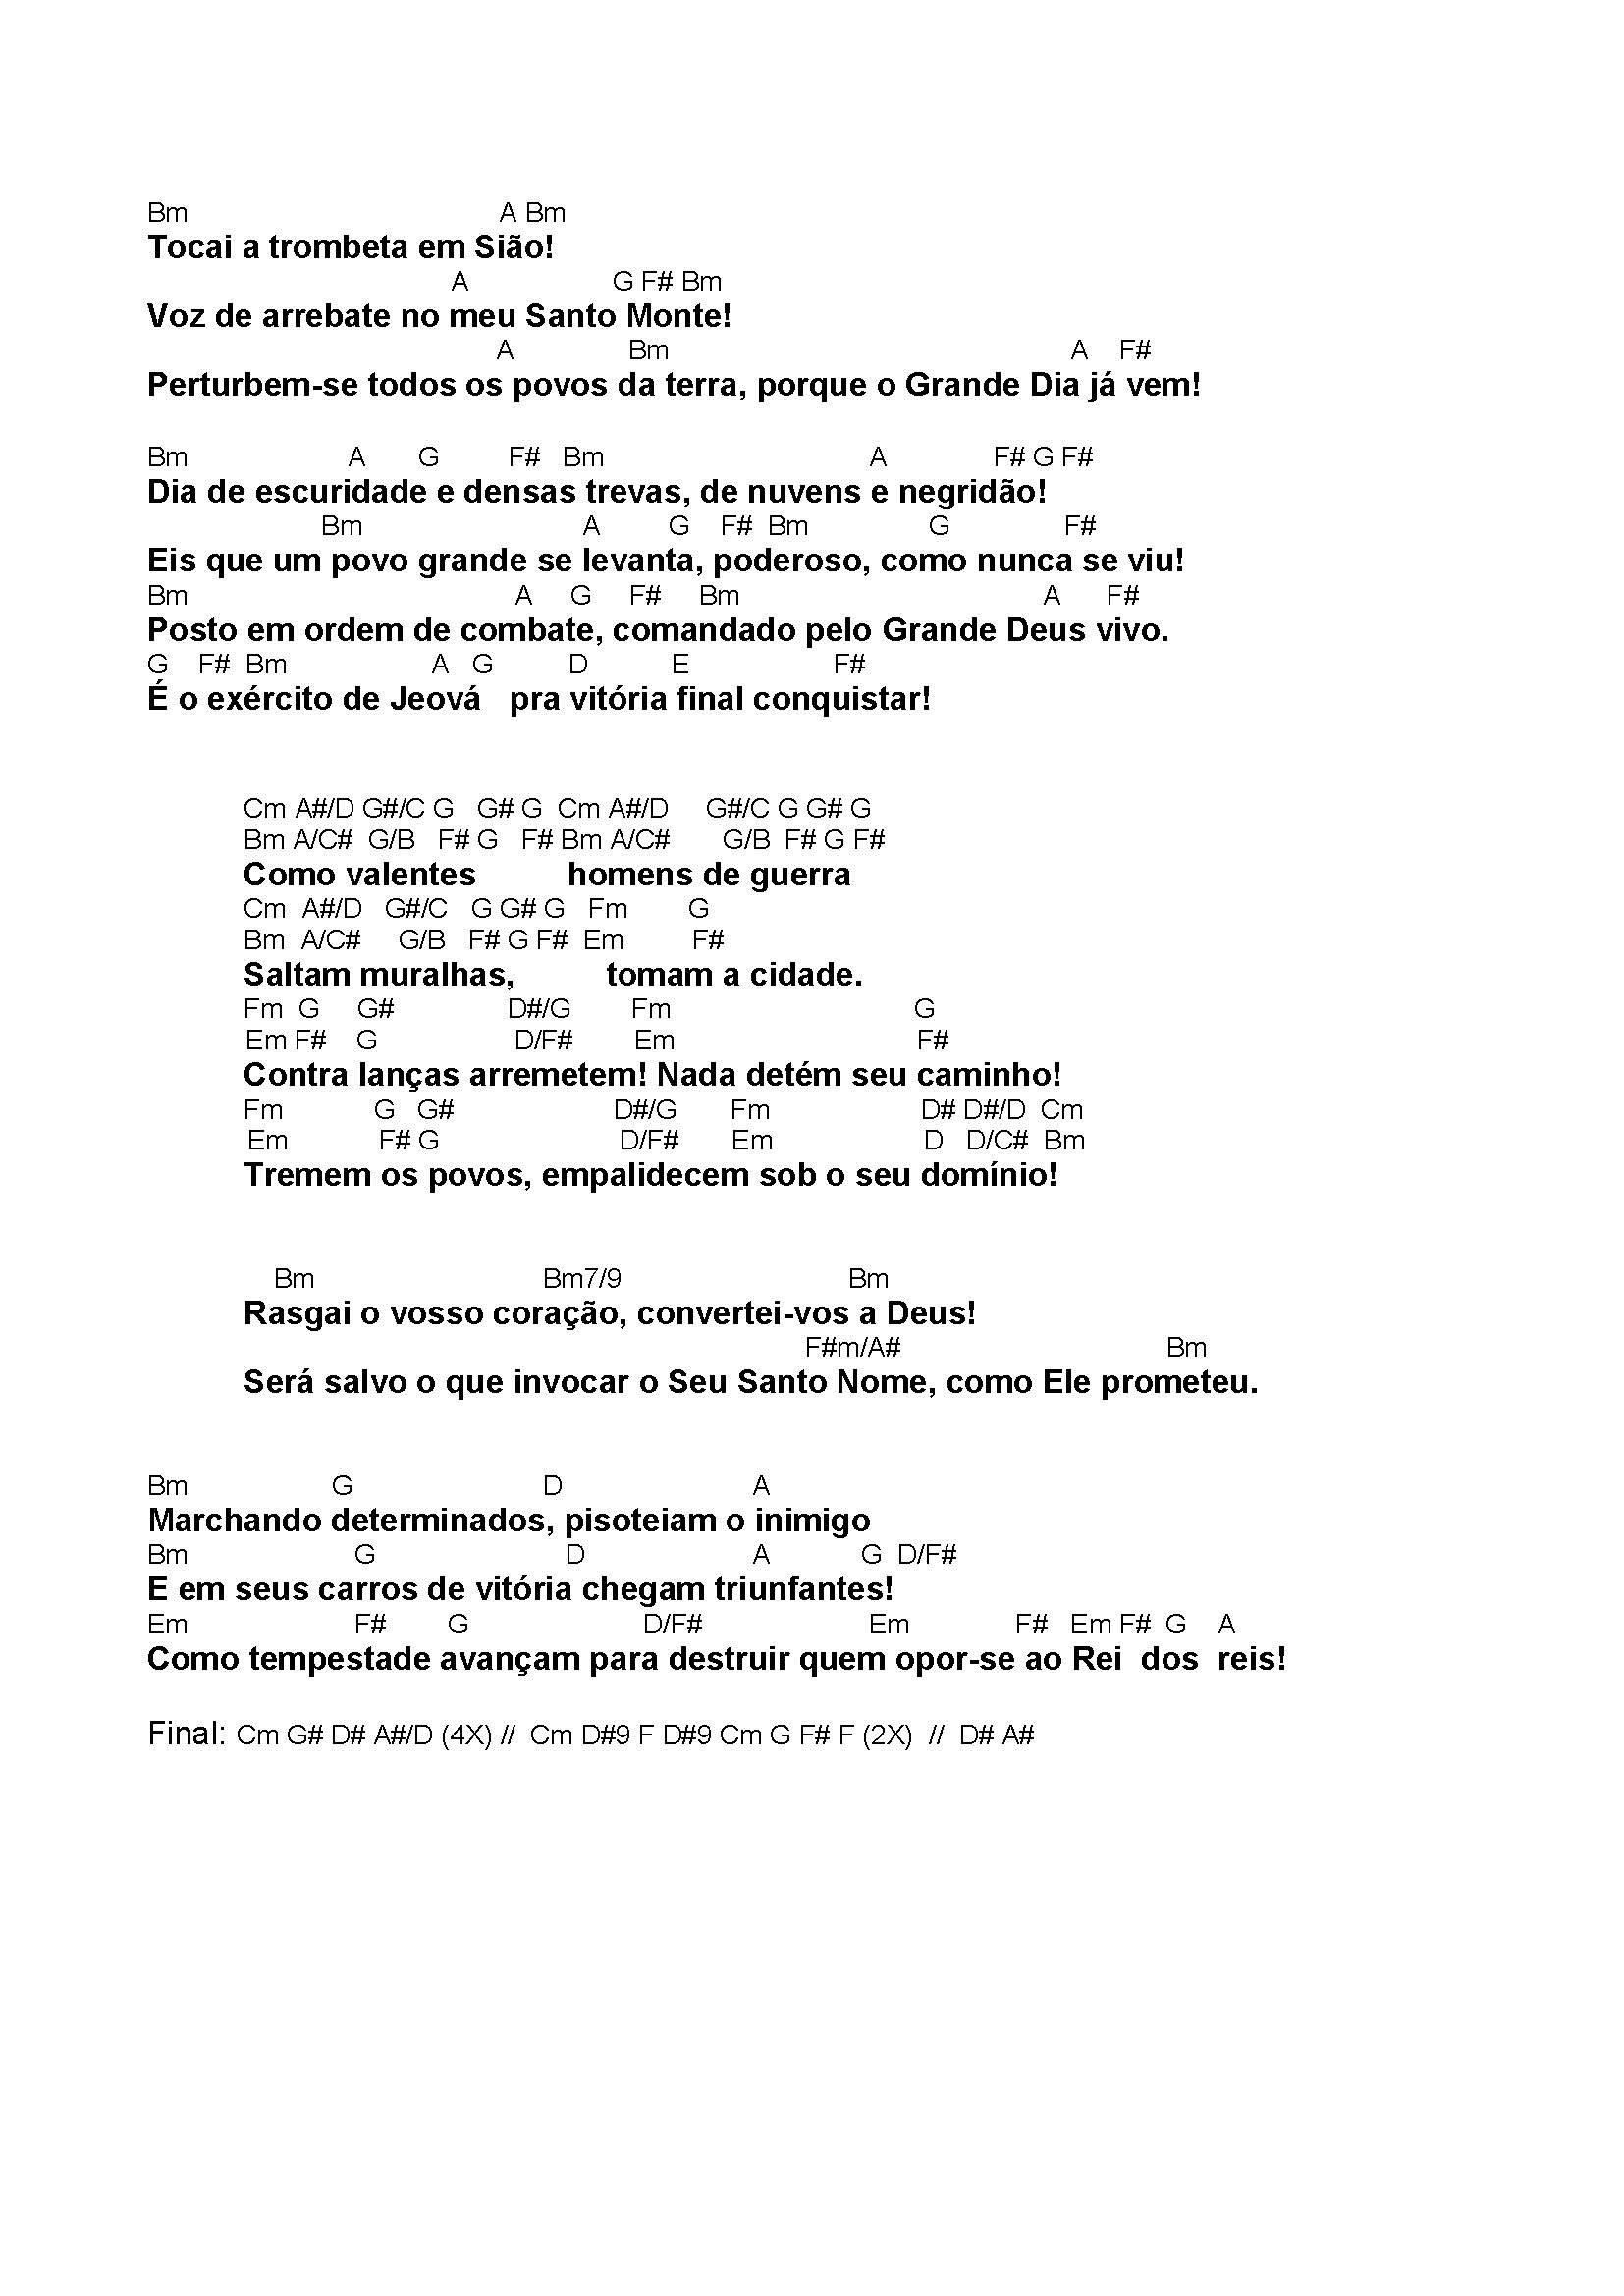 Bm A Bm
Tocai a trombeta em Sião!
A G F# Bm
Voz de arrebate no meu Santo Monte!
A Bm A F#
Perturbem-se todos os povos da terra, porque o Grande Dia já vem!
Bm A G F# Bm A F# G F#
Dia de escuridade e densas trevas, de nuvens e negridão!
Bm A G F# Bm G F#
Eis que um povo grande se levanta, poderoso, como nunca se viu!
Bm A G F# Bm A F#
Posto em ordem de combate, comandado pelo Grande Deus vivo.
G F# Bm A G D E F#
É o exército de Jeová pra vitória final conquistar!
Cm A#/D G#/C G G# G Cm A#/D G#/C G G# G
Bm A/C# G/B F# G F# Bm A/C# G/B F# G F#
Como valentes homens de guerra
Cm A#/D G#/C G G# G Fm G
Bm A/C# G/B F# G F# Em F#
Saltam muralhas, tomam a cidade.
Fm G G# D#/G Fm G
Em F# G D/F# Em F#
Contra lanças arremetem! Nada detém seu caminho!
Fm G G# D#/G Fm D# D#/D Cm
Em F# G D/F# Em D D/C# Bm
Tremem os povos, empalidecem sob o seu domínio!
Bm Bm7/9 Bm
Rasgai o vosso coração, convertei-vos a Deus!
F#m/A# Bm
Será salvo o que invocar o Seu Santo Nome, como Ele prometeu.
Bm G D A
Marchando determinados, pisoteiam o inimigo
Bm G D A G D/F#
E em seus carros de vitória chegam triunfantes!
Em F# G D/F# Em F# Em F# G A
Como tempestade avançam para destruir quem opor-se ao Rei dos reis!
Final: Cm G# D# A#/D (4X) // Cm D#9 F D#9 Cm G F# F (2X) // D# A#